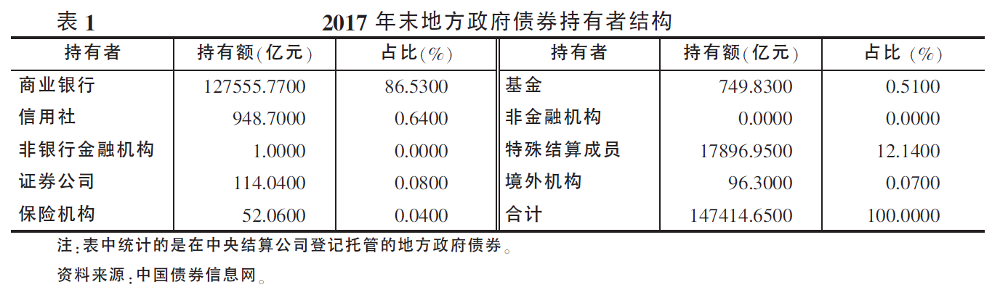 表 1 2017 年末地方政府债券持有者结构
持有者 持有额(亿元) 占比(%) 持有者 持有额(亿元) 占比 (%)
商业银行 127555.7700 86.5300 基金 749.8300 0.5100
信用社 948.7000 0.6400 非金融机构 0.0000 0.0000
非银行金融机构 1.0000 0.0000 特殊结算成员 17896.9500 12.1400
证券公司 114.0400 0.0800 境外机构 96.3000 0.0700
保险机构 52.0600 0.0400 合计 147414.6500 100.0000
注:表中统计的是在中央结算公司登记托管的地方政府债券。
资料来源:中国债券信息网。